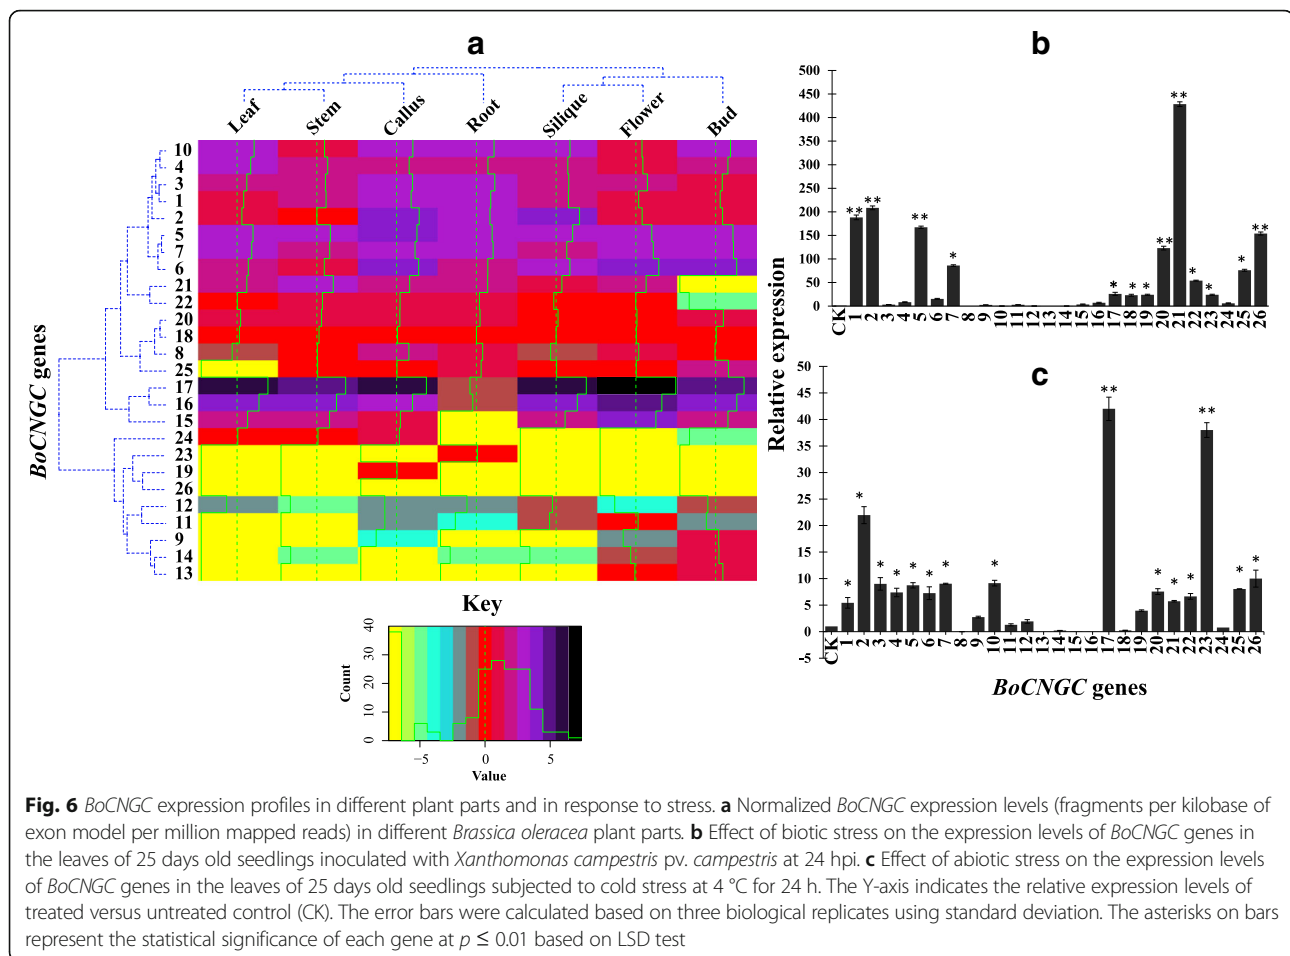 a
Leaf Stem Callus Root Silique Flower Bud
10
4
3
1
2
5
7
6
21
22
20
18
8
25
17
16
15
24
23
19
26
12
11
9
14
13
BoCNGC genes
Key
40
30
20
10
0
Count
−5 0 5
Value
b
500
450
400
350
300
250
200
150
100
50
0
** ** ** * * * * ** ** * * * **
CK 1 2 3 4 5 6 7 8 9 10 11 12 13 14 15 16 17 18 19 20 21 22 23 24 25 26
Relative expression
c
50
45
40
35
30
25
20
15
10
5
0
−5
* * * * * * * * ** * * * ** * *
CK 1 2 3 4 5 6 7 8 9 10 11 12 13 14 15 16 17 18 19 20 21 22 23 24 25 26
BoCNGC genes
Fig. 6 BoCNGC expression profiles in different plant parts and in response to stress. a Normalized BoCNGC expression levels (fragments per kilobase of
exon model per million mapped reads) in different Brassica oleracea plant parts. b Effect of biotic stress on the expression levels of BoCNGC genes in
the leaves of 25 days old seedlings inoculated with Xanthomonas campestris pv. campestris at 24 hpi. c Effect of abiotic stress on the expression levels
of BoCNGC genes in the leaves of 25 days old seedlings subjected to cold stress at 4 °C for 24 h. The Y-axis indicates the relative expression levels of
treated versus untreated control (CK). The error bars were calculated based on three biological replicates using standard deviation. The asterisks on bars
represent the statistical significance of each gene at p ≤ 0.01 based on LSD test